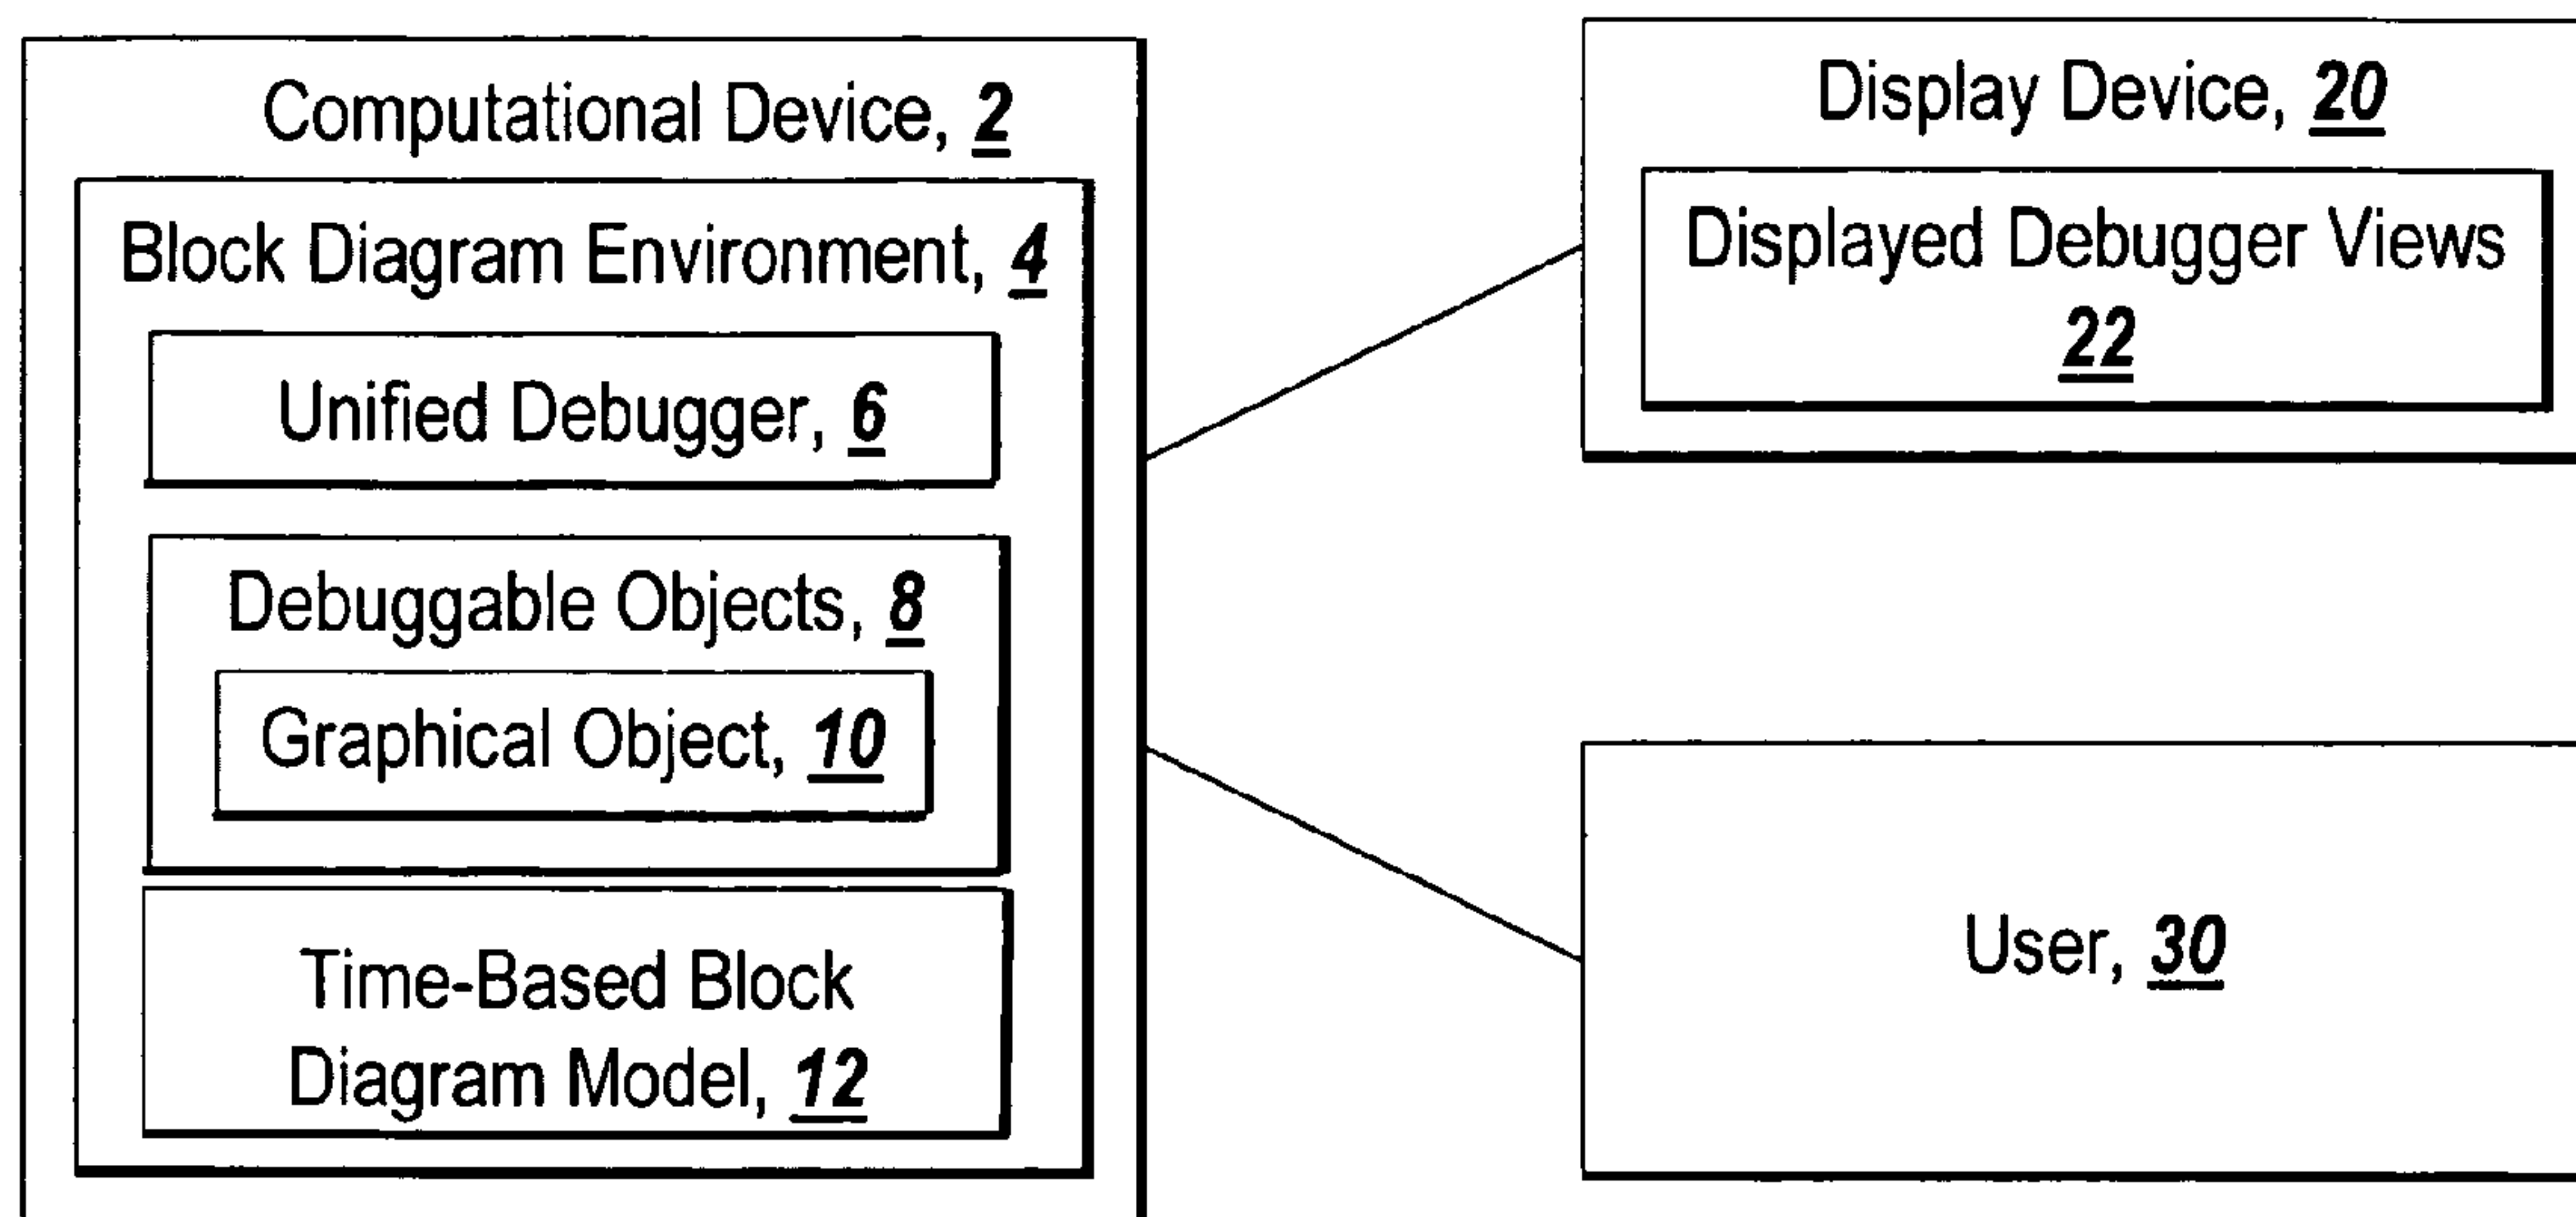 Computational Device, 2
Block Diagram Environment, 4
Unified Debugger, 6
Debuggable Objects, 8
Graphical Object, 10
Time-Based Block
Diagram Model, 12
Display Device, 20
Displayed Debugger Views
22
User, 30